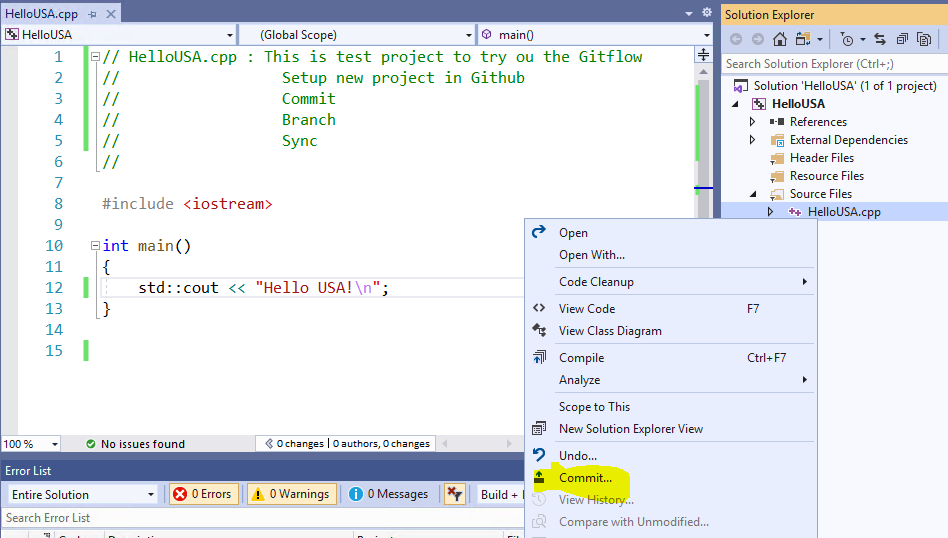 HelloUSA.cpp
Solution Explorer
HelloUSA
(Global Scope)
main()
Search Solution Explorer (Ctrl+;)
1 // HelloUSA.cpp : This is test project to try ou the Gitflow
2 // Setup new project in Github
3 // Commit
4 // Branch
5 // Sync
6 //
7
8 #include <iostream>
9
10 int main()
11 {
12 std::cout << "Hello USA!\n";
13 }
14
15
Solution 'HelloUSA' (1 of 1 project)
HelloUSA
References
External Dependencies
Header Files
Resource Files
Source Files
HelloUSA.cpp
Open
Open With...
Code Cleanup
View Code F7
View Class Diagram
Compile Ctrl+F7
Analyze
Scope to This
New Solution Explorer View
Undo...
Commit...
View History...
Compare with Unmodified...
100 %
No issues found
0 changes | 0 authors, 0 changes
Error List
Entire Solution
0 Errors
0 Warnings
0 Messages
Build +
Search Error List